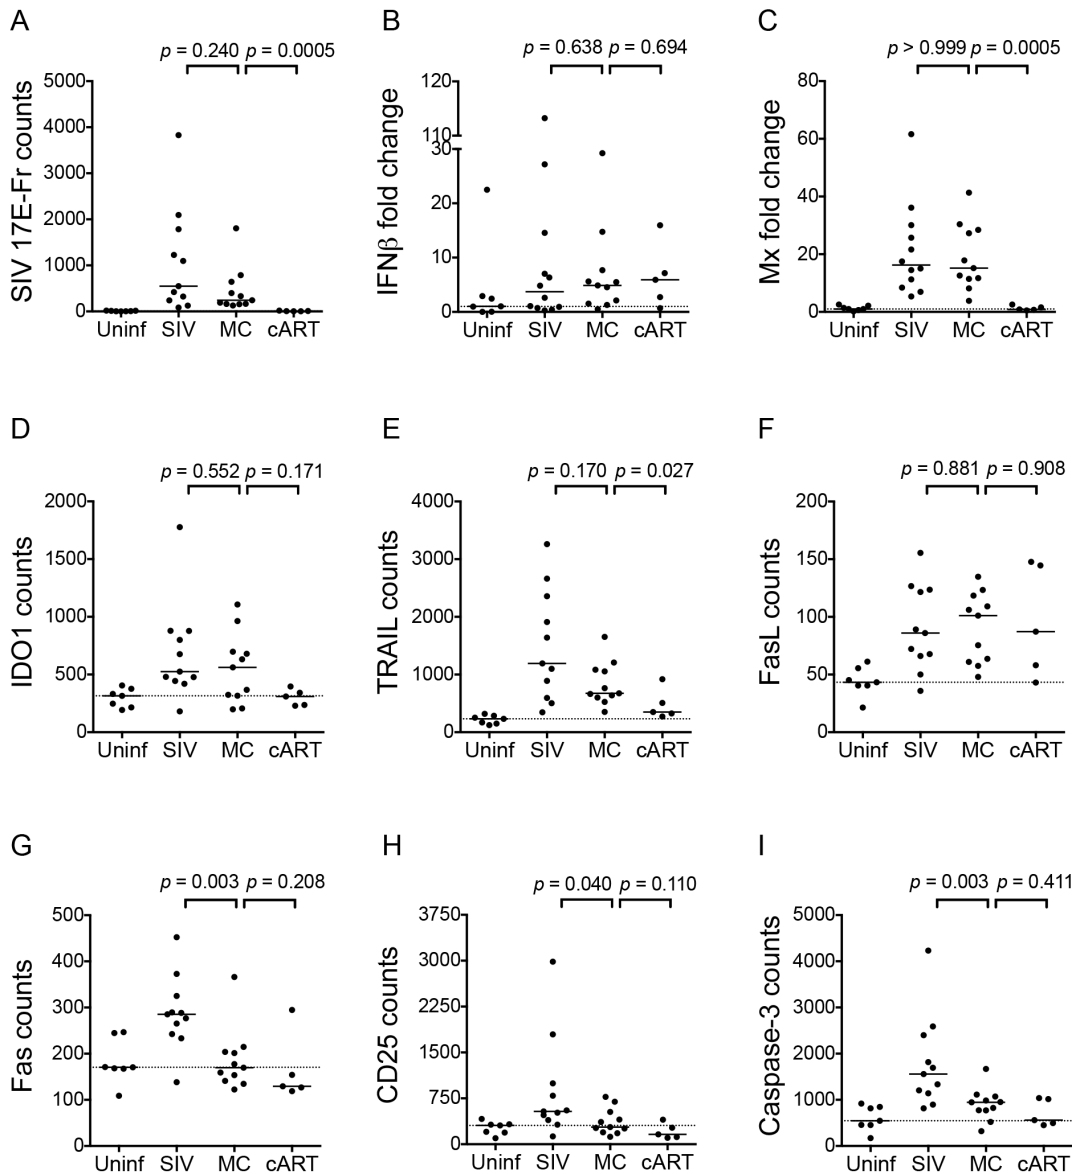 A
p = 0.240 p = 0.0005
SIV 17E-Fr counts
5000
4000
3000
2000
1000
0
Uninf SIV MC cART
B
p = 0.638 p = 0.694
IFNβ fold change
120
110
30
20
10
0
Uninf SIV MC cART
C
p > 0.999 p = 0.0005
Mx fold change
80
60
40
20
0
Uninf SIV MC cART
D
p = 0.552 p = 0.171
IDO1 counts
2000
1500
1000
500
0
Uninf SIV MC cART
E
p = 0.170 p = 0.027
TRAIL counts
4000
3000
2000
1000
0
Uninf SIV MC cART
F
p = 0.881 p = 0.908
FasL counts
200
150
100
50
0
Uninf SIV MC cART
G
p = 0.003 p = 0.208
Fas counts
500
400
300
200
100
0
Uninf SIV MC cART
H
p = 0.040 p = 0.110
CD25 counts
3750
3000
2250
1500
750
0
Uninf SIV MC cART
I
p = 0.003 p = 0.411
Caspase-3 counts
5000
4000
3000
2000
1000
0
Uninf SIV MC cART